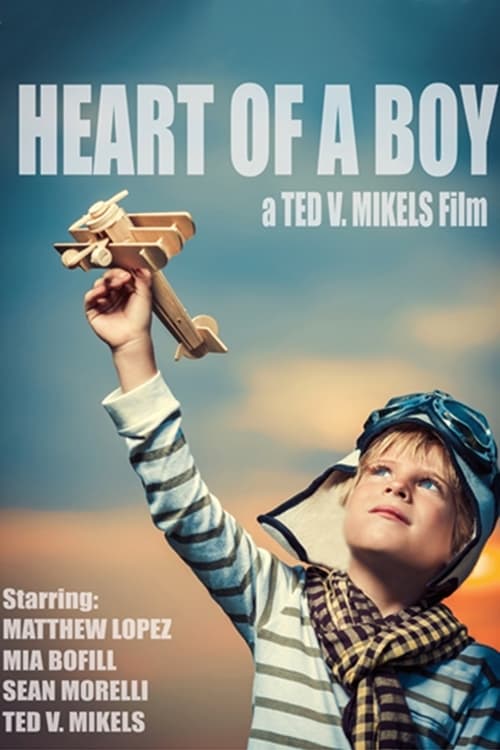 HEART OF A BOY
a TED V. MIKELS Film
Starring:
MATTHEW LOPEZ
MIA BOFILL
SEAN MORELLI
TED V. MIKELS